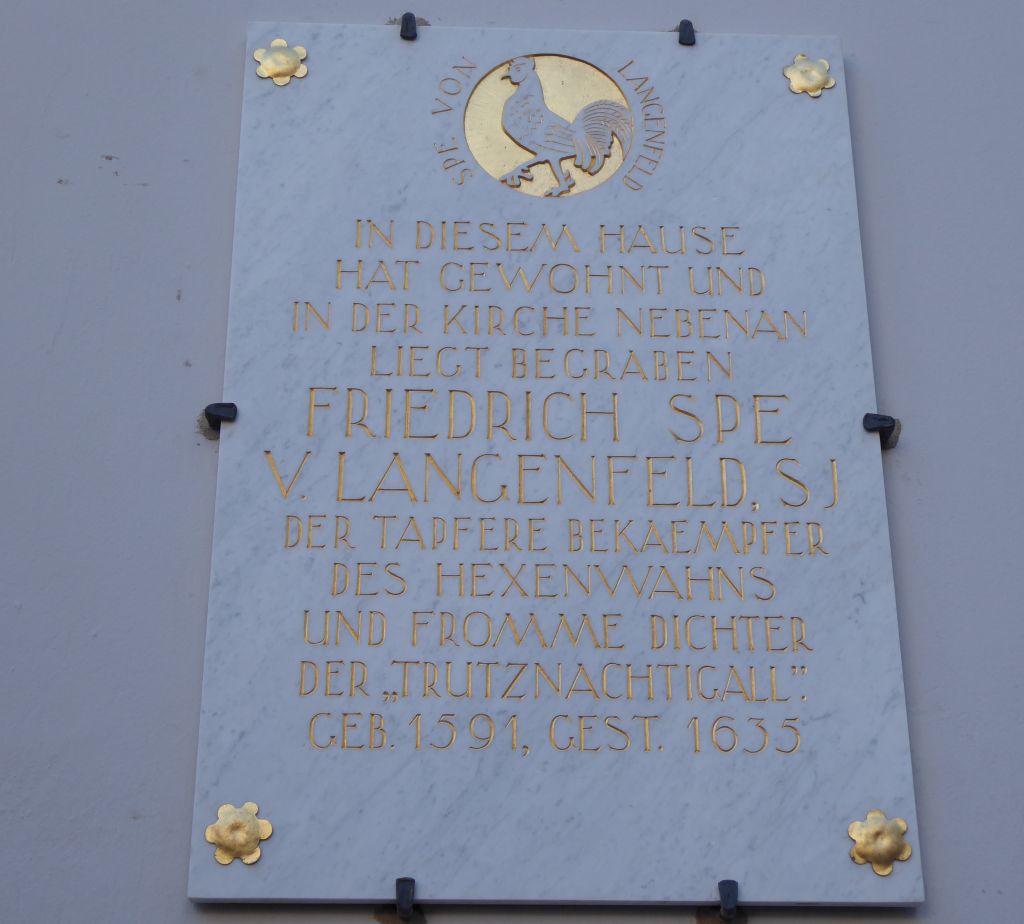 SPE VON LANGENFELD
IN DIESEM HAUSE
HAT GEWOHNT UND
IN DER KIRCHE NEBENAN
LIEGT BEGRABEN
FRIEDRICH SPE
V. LANGENFELD, SJ
DER TAPFERE BEKAEMPFER
DES HEXENWAHNS
UND FROMME DICHTER
DER „TRUTZNACHTIGALL”.
GEB. 1591, GEST. 1635